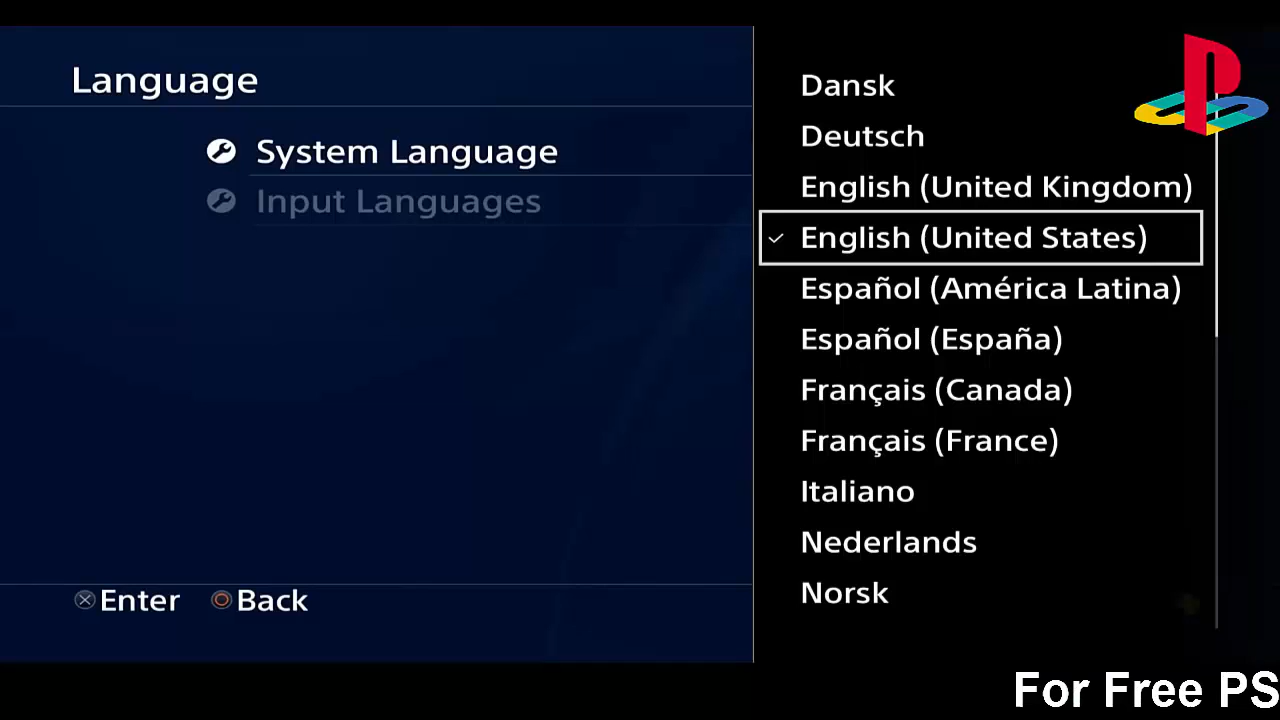 Language
System Language
Input Languages
Enter
Back
Dansk
Deutsch
English (United Kingdom)
English (United States)
Español (América Latina)
Español (España)
Français (Canada)
Français (France)
Italiano
Nederlands
Norsk
For Free PS